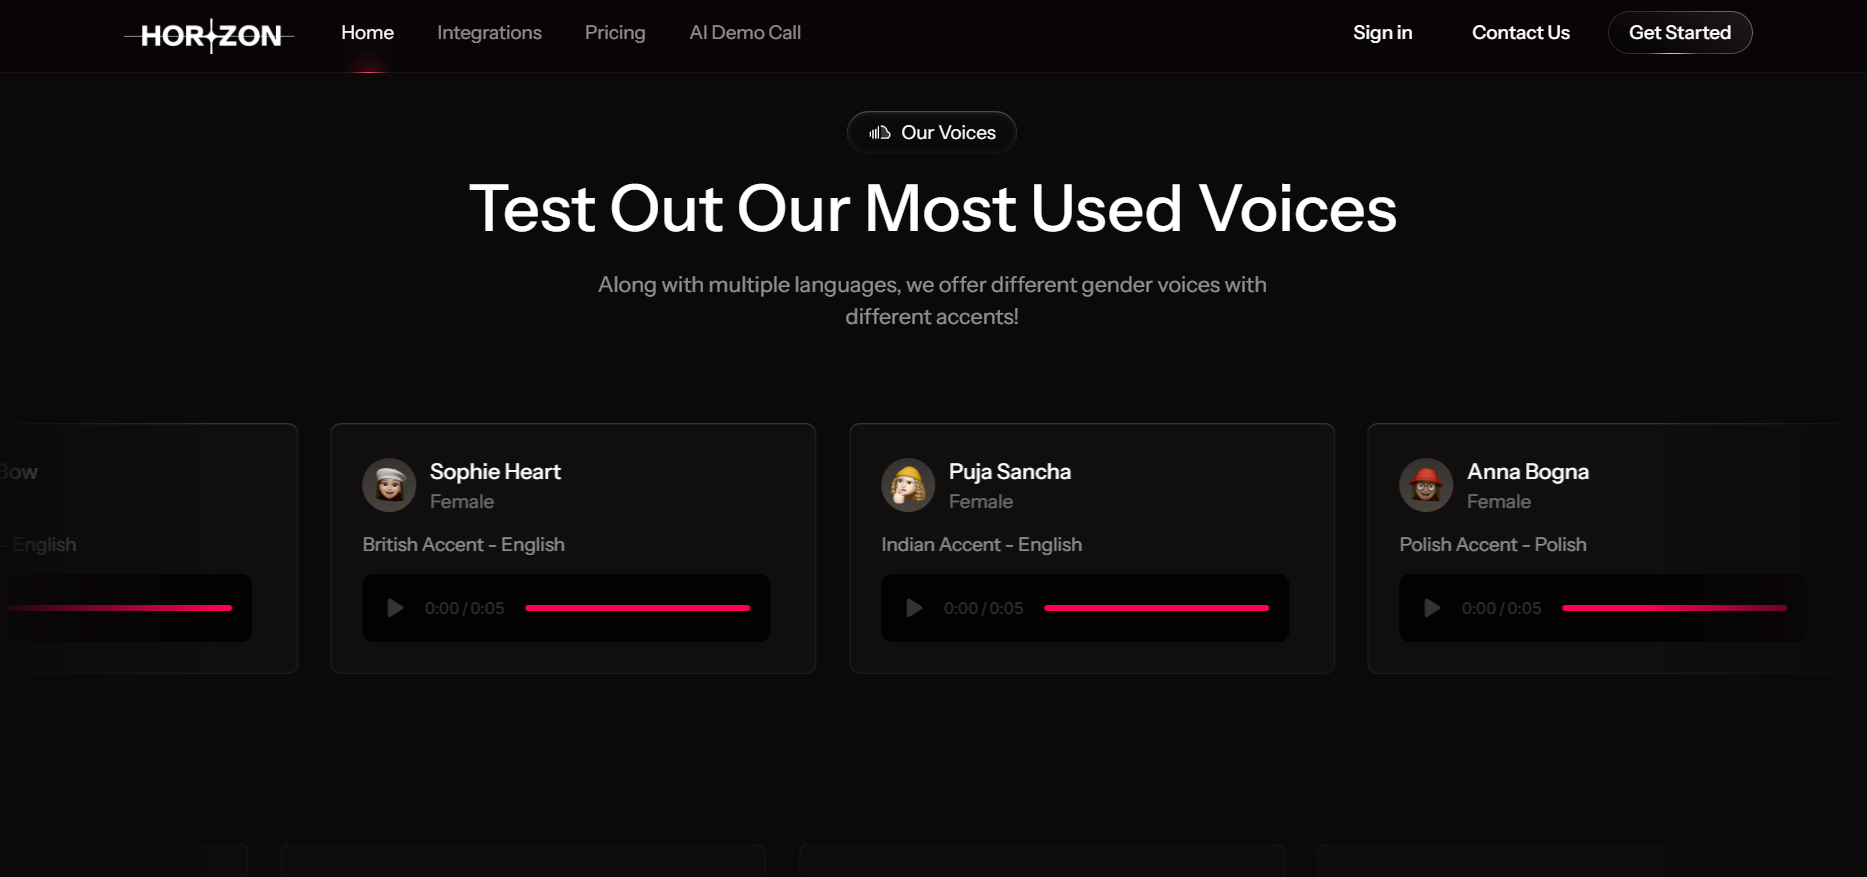 HORIZON
Home
Integrations
Pricing
AI Demo Call
Sign in
Contact Us
Get Started
Our Voices
Test Out Our Most Used Voices
Along with multiple languages, we offer different gender voices with
different accents!
Bow
- English
Sophie Heart
Female
British Accent - English
0:00 / 0:05
Puja Sancha
Female
Indian Accent - English
0:00 / 0:05
Anna Bogna
Female
Polish Accent - Polish
0:00 / 0:05